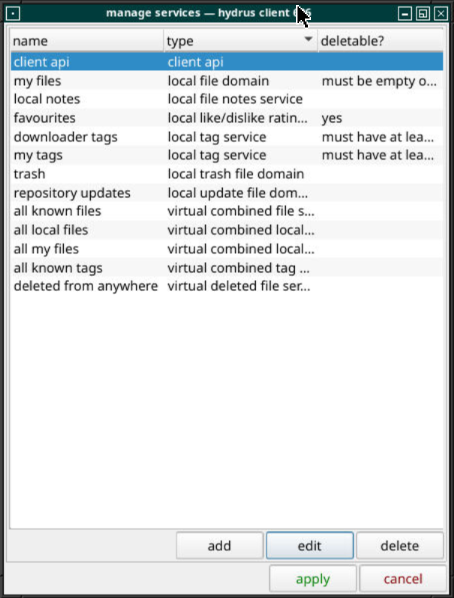 manage services — hydrus client
name type deletable?
client api client api
my files local file domain must be empty o...
local notes local file notes service
favourites local like/dislike ratin... yes
downloader tags local tag service must have at lea...
my tags local tag service must have at lea...
trash local trash file domain
repository updates local update file dom...
all known files virtual combined file s...
all local files virtual combined local...
all my files virtual combined local...
all known tags virtual combined tag ...
deleted from anywhere virtual deleted file ser...
add edit delete
apply cancel